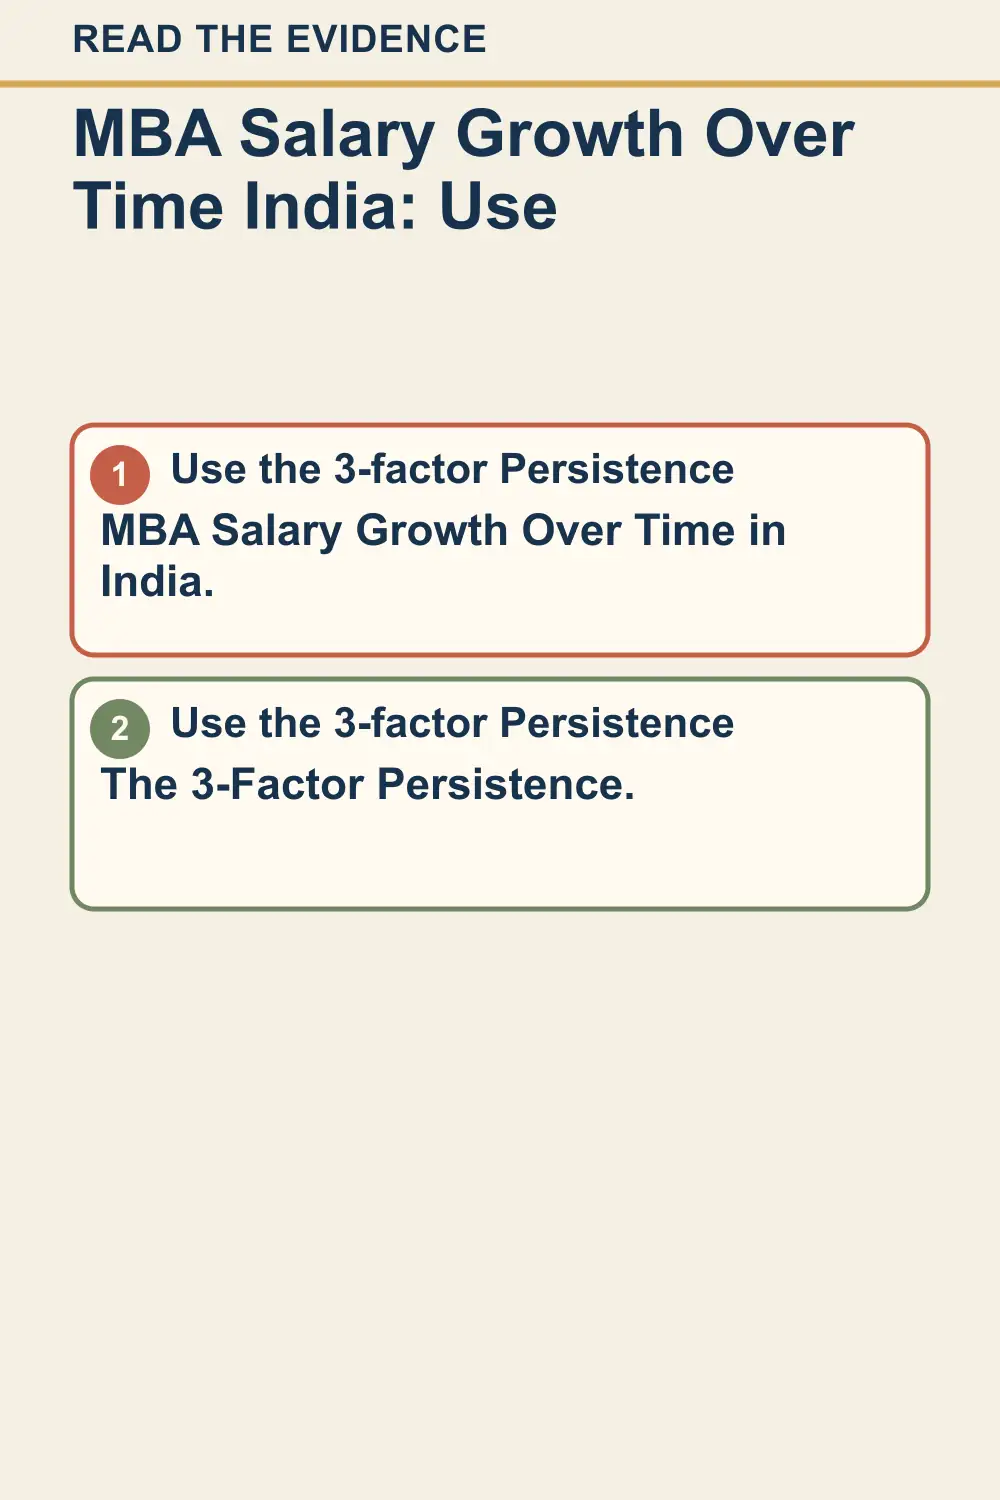 READ THE EVIDENCE
MBA Salary Growth Over
Time India: Use
1 Use the 3-factor Persistence
MBA Salary Growth Over Time in
India.
2 Use the 3-factor Persistence
The 3-Factor Persistence.